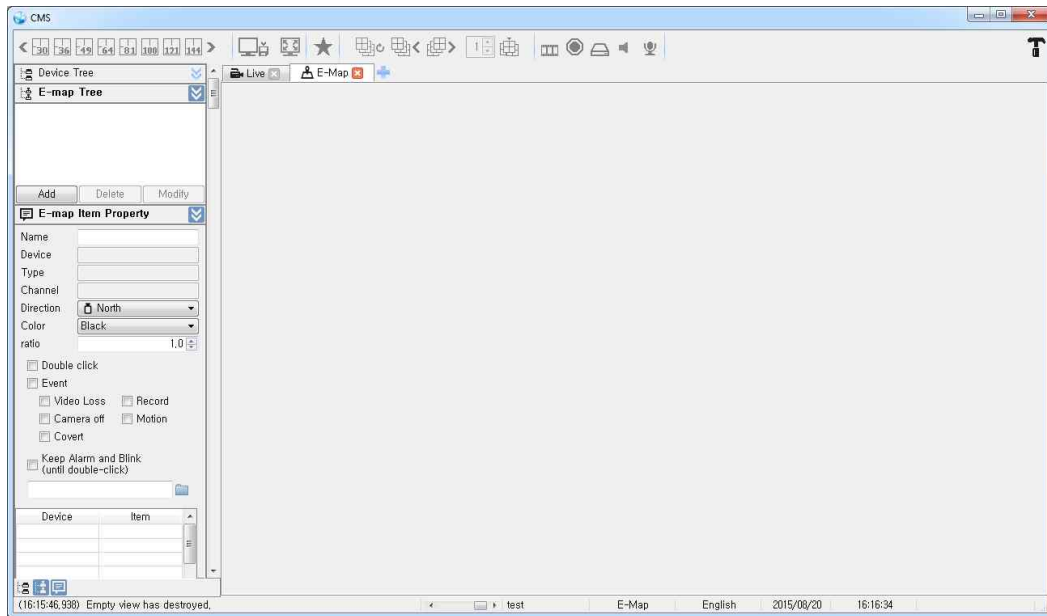 CMS
30 36 49 64 81 100 121 144
1
Device Tree
Live
E-Map
E-map Tree
Add Delete Modify
E-map Item Property
Name
Device
Type
Channel
Direction North
Color Black
ratio 1.0
Double click
Event
Video Loss Record
Camera off Motion
Covert
Keep Alarm and Blink
(until double-click)
Device Item
(16:15:46,938) Empty view has destroyed. test E-Map English 2015/08/20 16:16:34